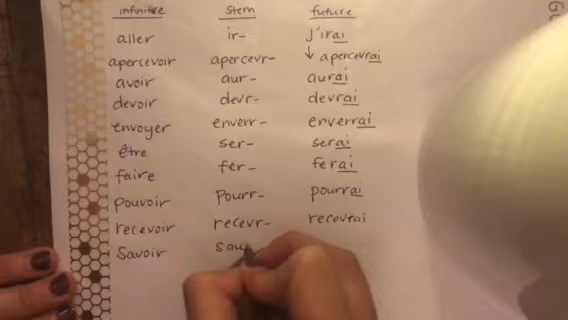 infinitive stem future
aller ir- j'irai
apercevoir apercevr- ↓ apercevrai
avoir aur- aurai
devoir devr- devrai
envoyer enverr- enverrai
être ser- serai
faire fer- ferai
pouvoir pourr- pourrai
recevoir recevr- recevrai
savoir sau